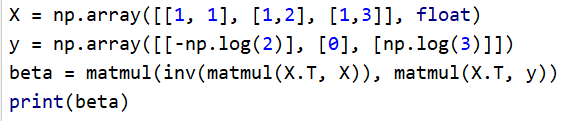 X = np.array([[1, 1], [1,2], [1,3]], float)
y = np.array([[-np.log(2)], [0], [np.log(3)]])
beta = matmul(inv(matmul(X.T, X)), matmul(X.T, y))
print(beta)